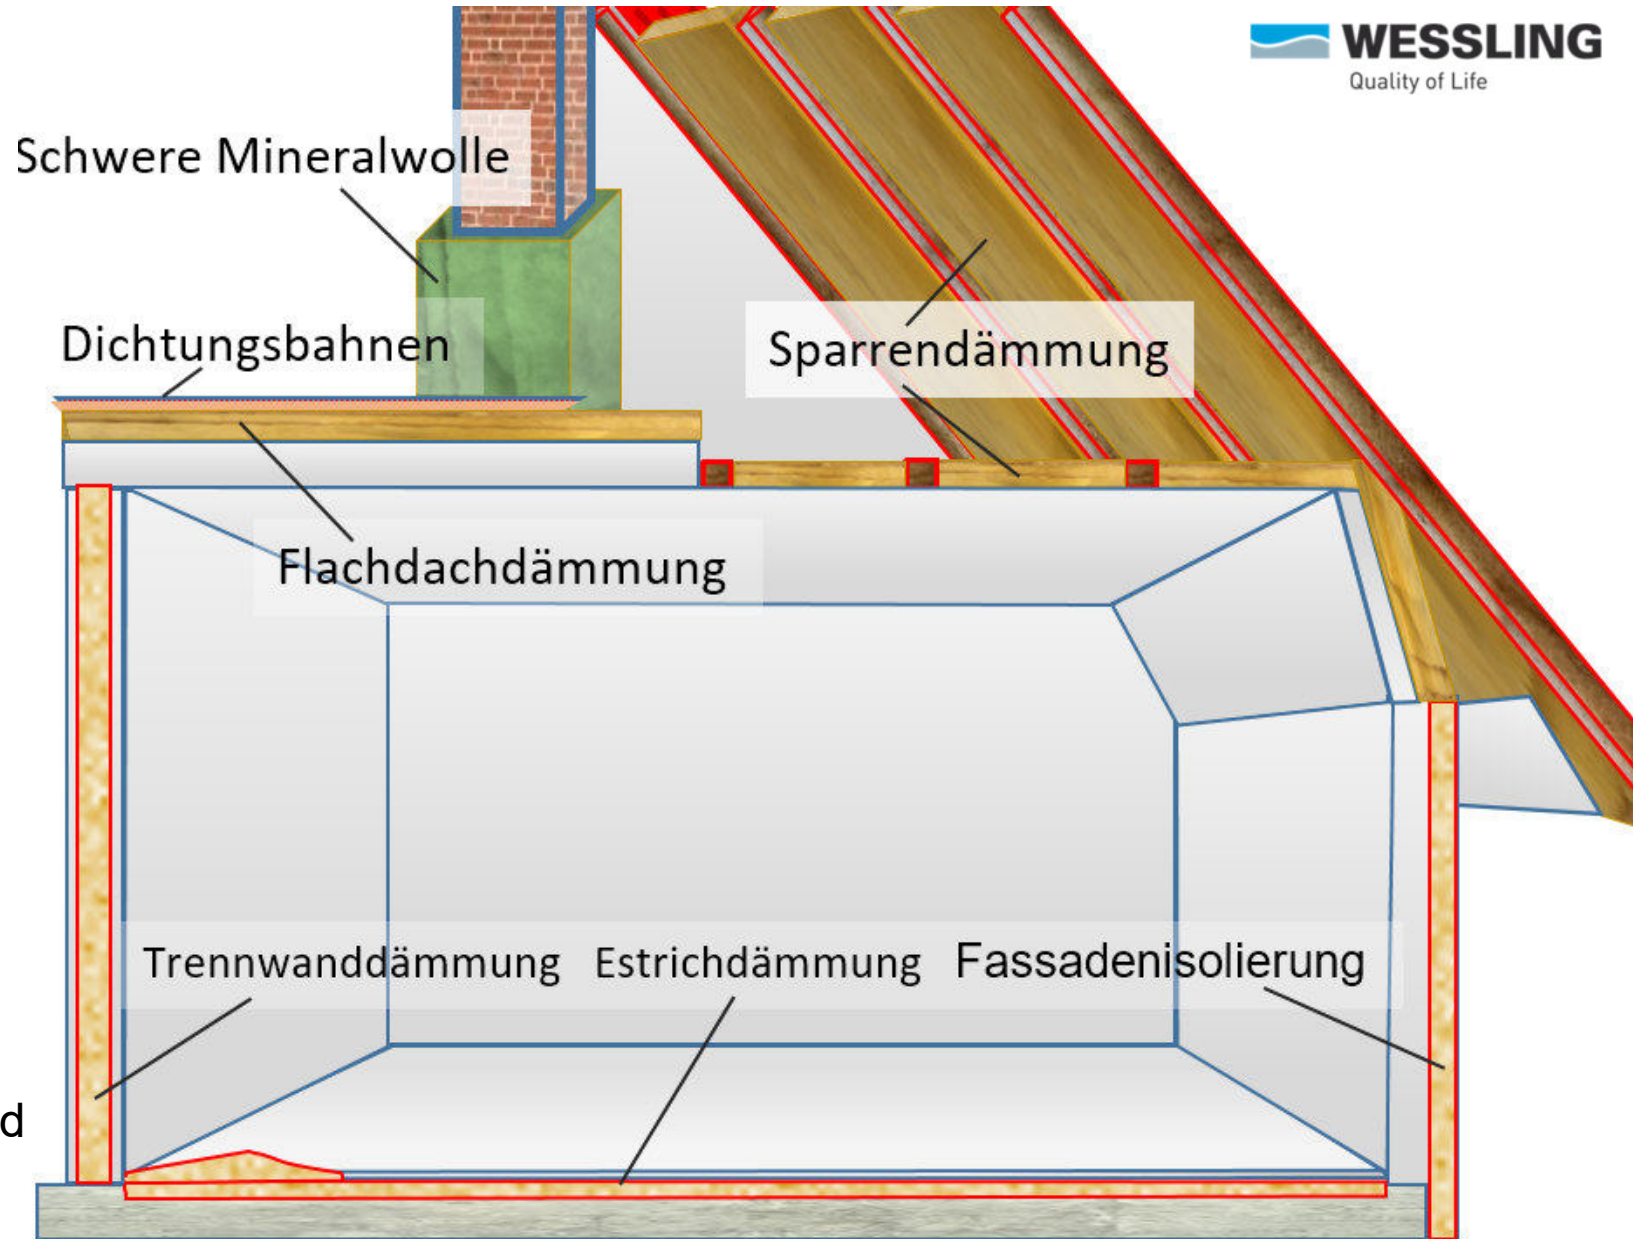 WESSLING
Quality of Life
Schwere Mineralwolle
Dichtungsbahnen
Sparrendämmung
Flachdachdämmung
Trennwanddämmung Estrichdämmung Fassadenisolierung
d